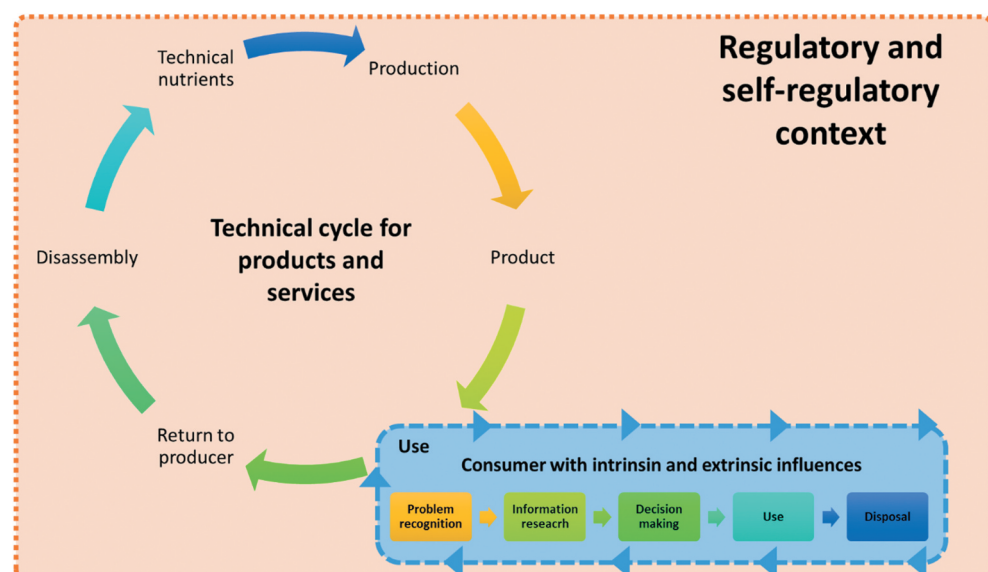 Regulatory and
self-regulatory
context
Technical
nutrients
Production
Technical cycle for
products and
services
Disassembly
Product
Return to
producer
Use
Consumer with intrinsin and extrinsic influences
Problem
recognition
Information
reseacrh
Decision
making
Use
Disposal